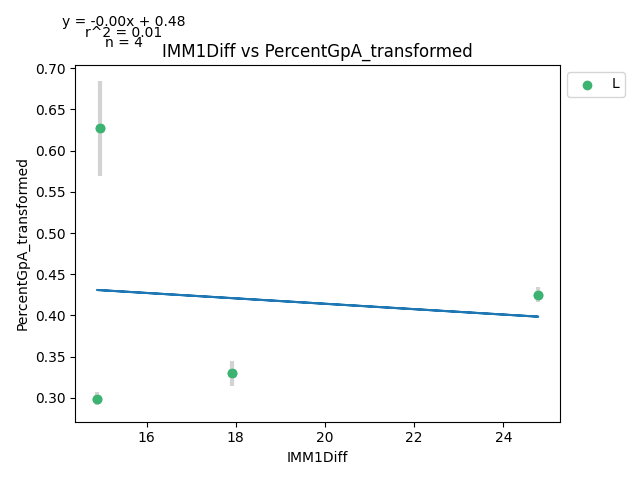 y = -0.00x + 0.48
r^2 = 0.01
n = 4
IMM1Diff vs PercentGpA_transformed
L
PercentGpA_transformed
0.70
0.65
0.60
0.55
0.50
0.45
0.40
0.35
0.30
16 18 20 22 24
IMM1Diff